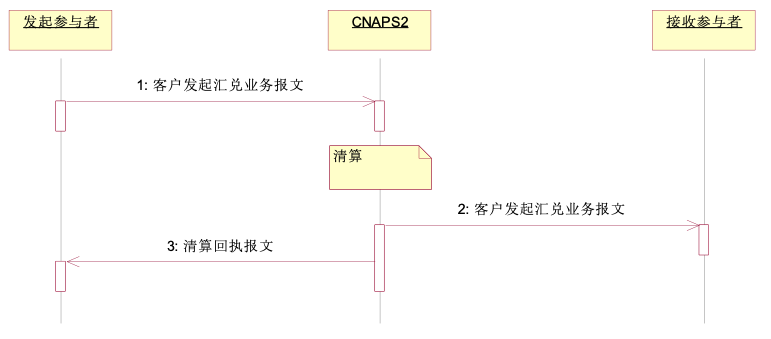 发起参与者
CNAPS2
接收参与者
1: 客户发起汇兑业务报文
清算
2: 客户发起汇兑业务报文
3: 清算回执报文